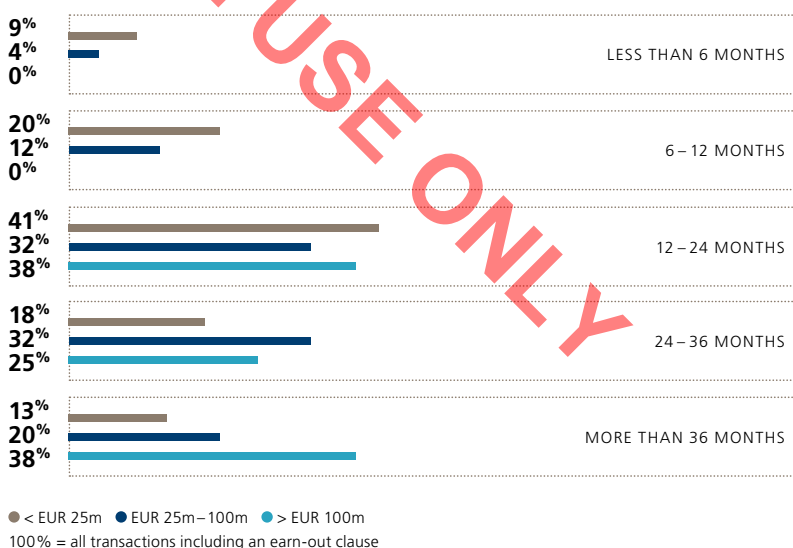 USE ONLY
9%
4%
0%
LESS THAN 6 MONTHS
20%
12%
0%
6 – 12 MONTHS
41%
32%
38%
12 – 24 MONTHS
18%
32%
25%
24 – 36 MONTHS
13%
20%
38%
MORE THAN 36 MONTHS
< EUR 25m EUR 25m – 100m > EUR 100m
100% = all transactions including an earn-out clause